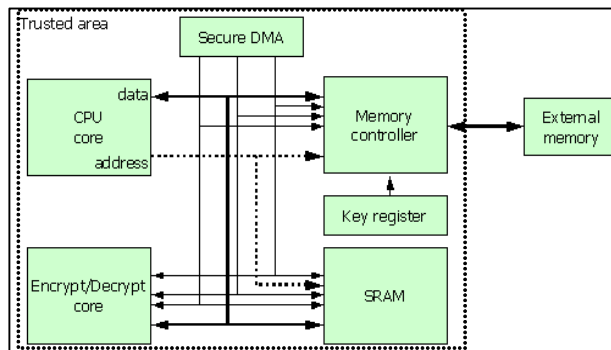 Trusted area
Secure DMA
data
CPU
core
address
Memory
controller
External
memory
Key register
Encrypt/Decrypt
core
SRAM